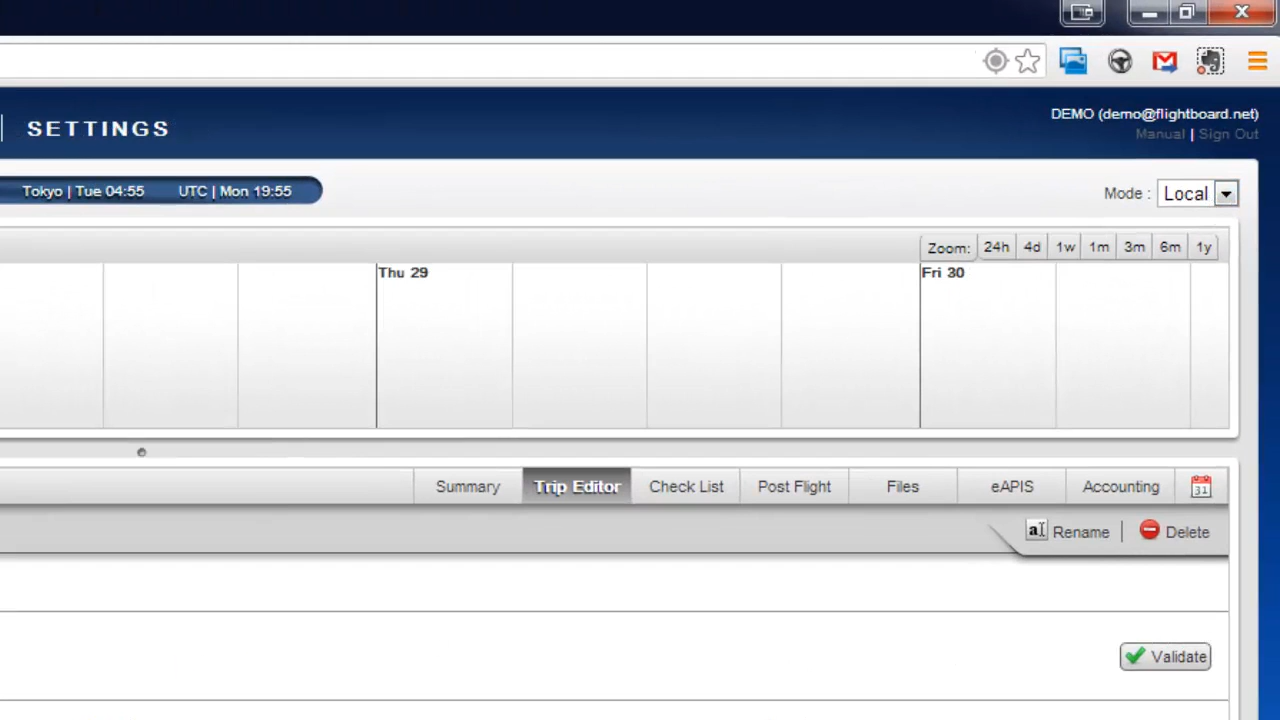 DEMO (demo@flightboard.net)
SETTINGS
Manual | Sign Out
Tokyo | Tue 04:55 UTC | Mon 19:55
Mode : Local
Zoom: 24h 4d 1w 1m 3m 6m 1y
Thu 29 Fri 30
Summary Trip Editor Check List Post Flight Files eAPIS Accounting 31
aI Rename | Delete
Validate